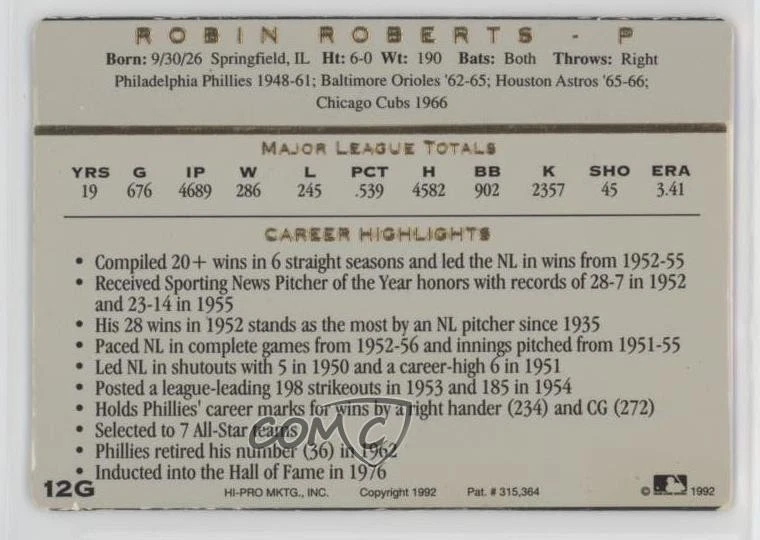 ROBIN ROBERTS - P
Born: 9/30/26 Springfield, IL Ht: 6-0 Wt: 190 Bats: Both Throws: Right
Philadelphia Phillies 1948-61; Baltimore Orioles '62-65; Houston Astros '65-66;
Chicago Cubs 1966
MAJOR LEAGUE TOTALS
YRS G IP W L PCT H BB K SHO ERA
19 676 4689 286 245 .539 4582 902 2357 45 3.41
CAREER HIGHLIGHTS
• Compiled 20+ wins in 6 straight seasons and led the NL in wins from 1952-55
• Received Sporting News Pitcher of the Year honors with records of 28-7 in 1952
and 23-14 in 1955
• His 28 wins in 1952 stands as the most by an NL pitcher since 1935
• Paced NL in complete games from 1952-56 and innings pitched from 1951-55
• Led NL in shutouts with 5 in 1950 and a career-high 6 in 1951
• Posted a league-leading 198 strikeouts in 1953 and 185 in 1954
• Holds Phillies' career marks for wins by a right hander (234) and CG (272)
• Selected to 7 All-Star teams
• Phillies retired his number (36) in 1962
• Inducted into the Hall of Fame in 1976
COMC
12G HI-PRO MKTG., INC. Copyright 1992 Pat. # 315,364 © 1992